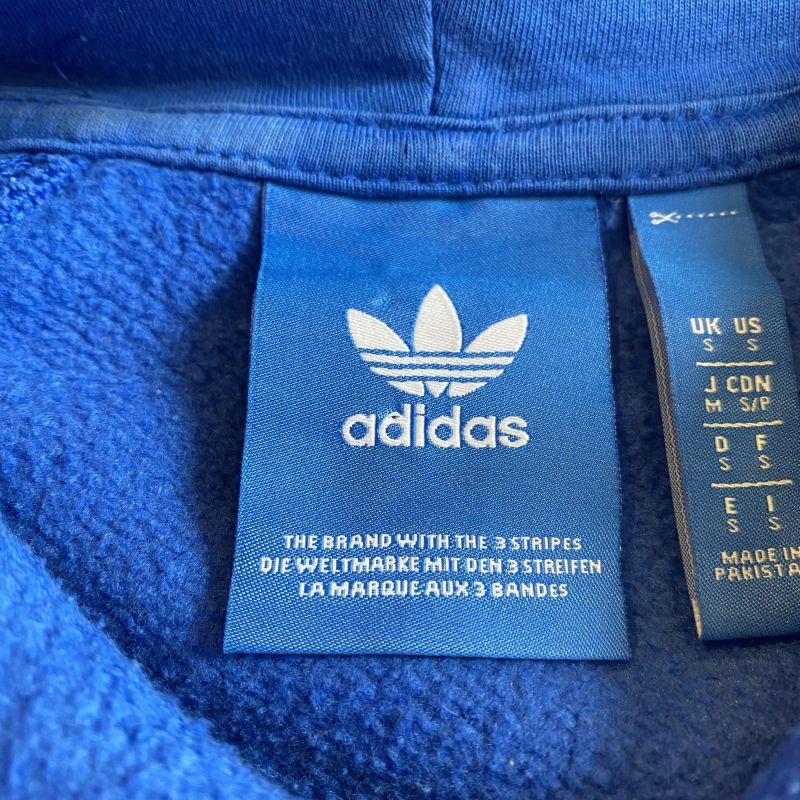 adidas
THE BRAND WITH THE 3 STRIPES
DIE WELTMARKE MIT DEN 3 STREIFEN
LA MARQUE AUX 3 BANDES
UK US
S S
J CDN
M S/P
D F
S S
E I
S S
MADE IN
PAKISTA